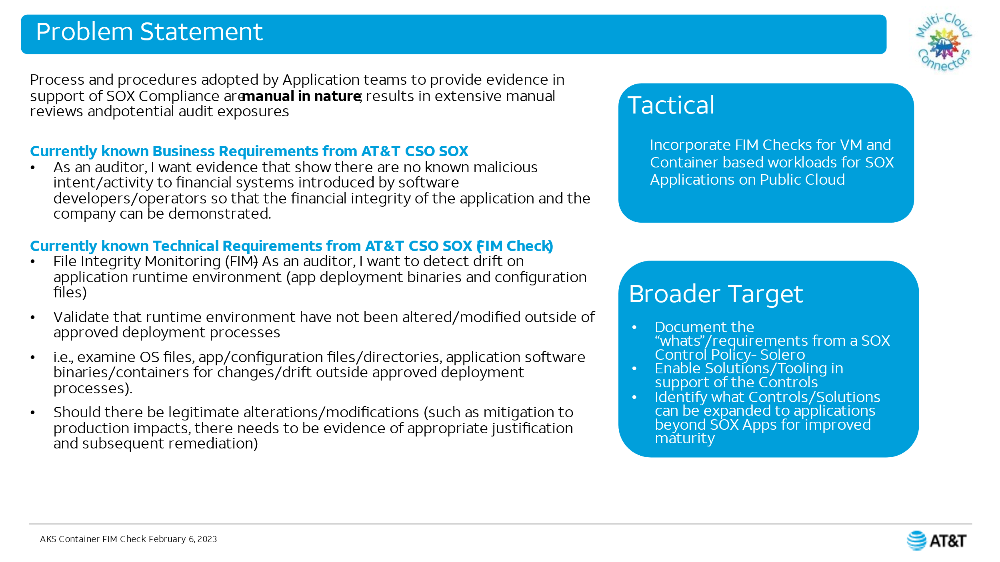 Problem Statement
Multi-Cloud
Connectors
Process and procedures adopted by Application teams to provide evidence in
support of SOX Compliance are manual in nature; results in extensive manual
reviews and potential audit exposures.
Currently known Business Requirements from AT&T CSO SOX
• As an auditor, I want evidence that show there are no known malicious
intent/activity to financial systems introduced by software
developers/operators so that the financial integrity of the application and the
company can be demonstrated.
Currently known Technical Requirements from AT&T CSO SOX (FIM Check)
• File Integrity Monitoring (FIM) - As an auditor, I want to detect drift on
application runtime environment (app deployment binaries and configuration
files)
• Validate that runtime environment have not been altered/modified outside of
approved deployment processes
• i.e., examine OS files, app/configuration files/directories, application software
binaries/containers for changes/drift outside approved deployment
processes).
• Should there be legitimate alterations/modifications (such as mitigation to
production impacts, there needs to be evidence of appropriate justification
and subsequent remediation)
Tactical
Incorporate FIM Checks for VM and
Container based workloads for SOX
Applications on Public Cloud
Broader Target
• Document the
“whats”/requirements from a SOX
Control Policy- Solero
• Enable Solutions/Tooling in
support of the Controls
• Identify what Controls/Solutions
can be expanded to applications
beyond SOX Apps for improved
maturity
AKS Container FIM Check February 6, 2023
AT&T